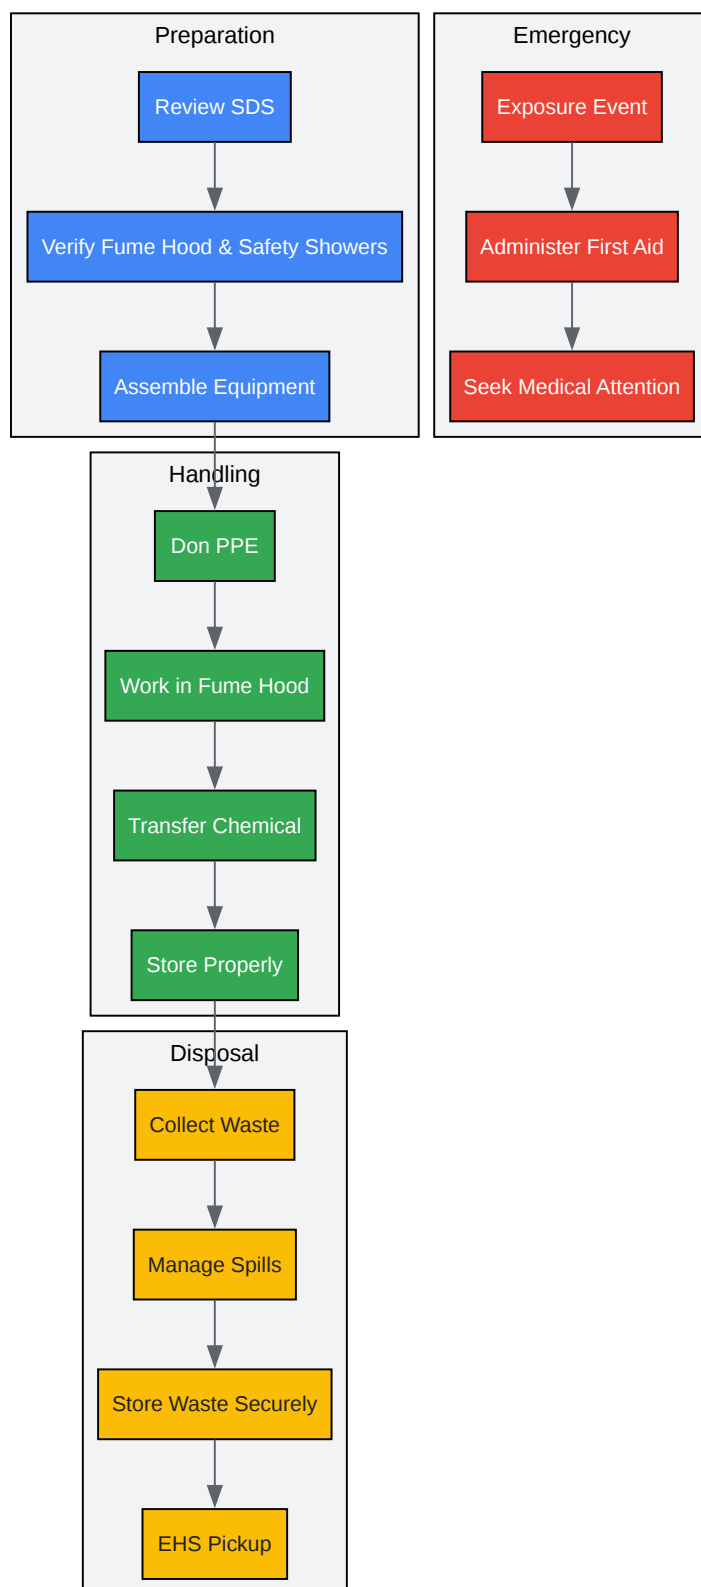 Preparation
Review SDS
Verify Fume Hood & Safety Showers
Assemble Equipment
Emergency
Exposure Event
Administer First Aid
Seek Medical Attention
Handling
Don PPE
Work in Fume Hood
Transfer Chemical
Store Properly
Disposal
Collect Waste
Manage Spills
Store Waste Securely
EHS Pickup